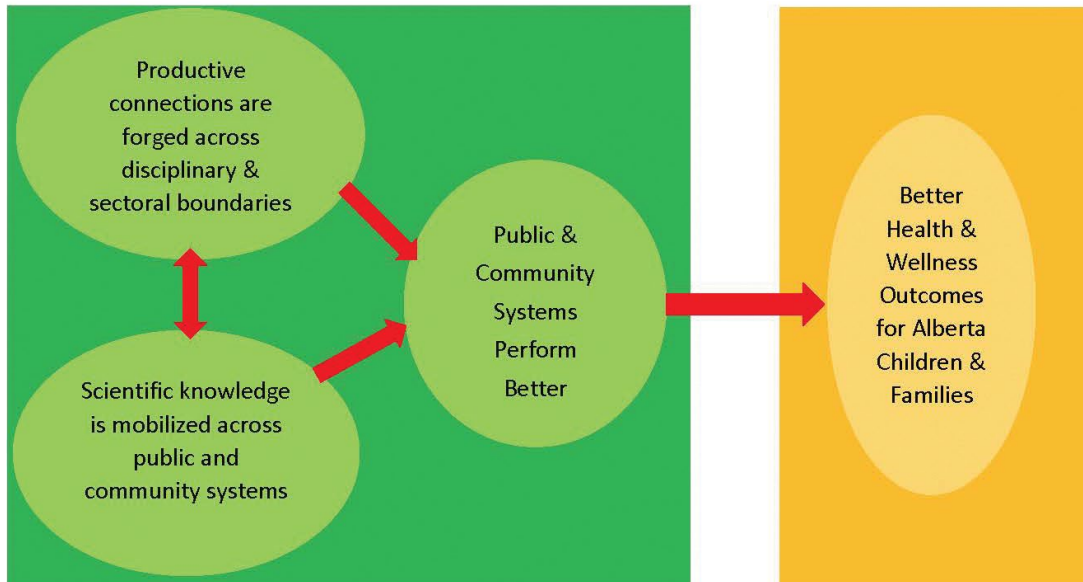 Productive
connections are
forged across
disciplinary &
sectoral boundaries
Scientific knowledge
is mobilized across
public and
community systems
Public &
Community
Systems
Perform
Better
Better
Health &
Wellness
Outcomes
for Alberta
Children &
Families